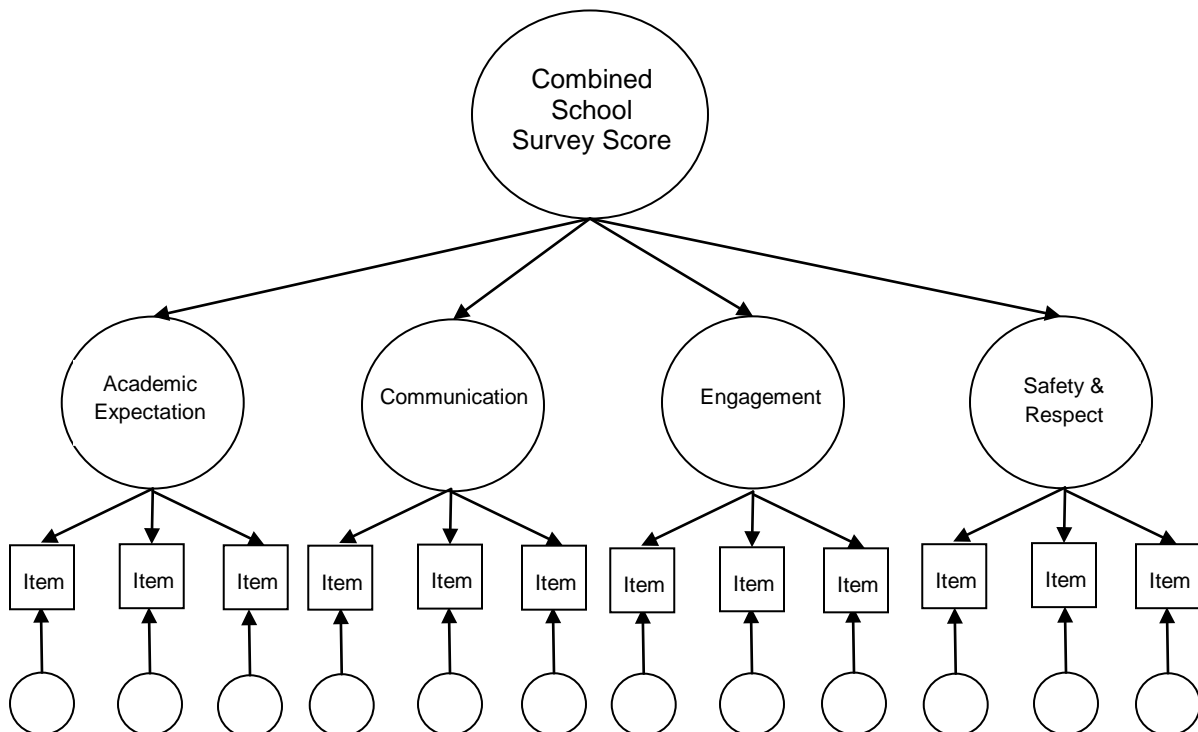 Combined
School
Survey Score
Academic
Expectation
Communication
Engagement
Safety &
Respect
Item
Item
Item
Item
Item
Item
Item
Item
Item
Item
Item
Item